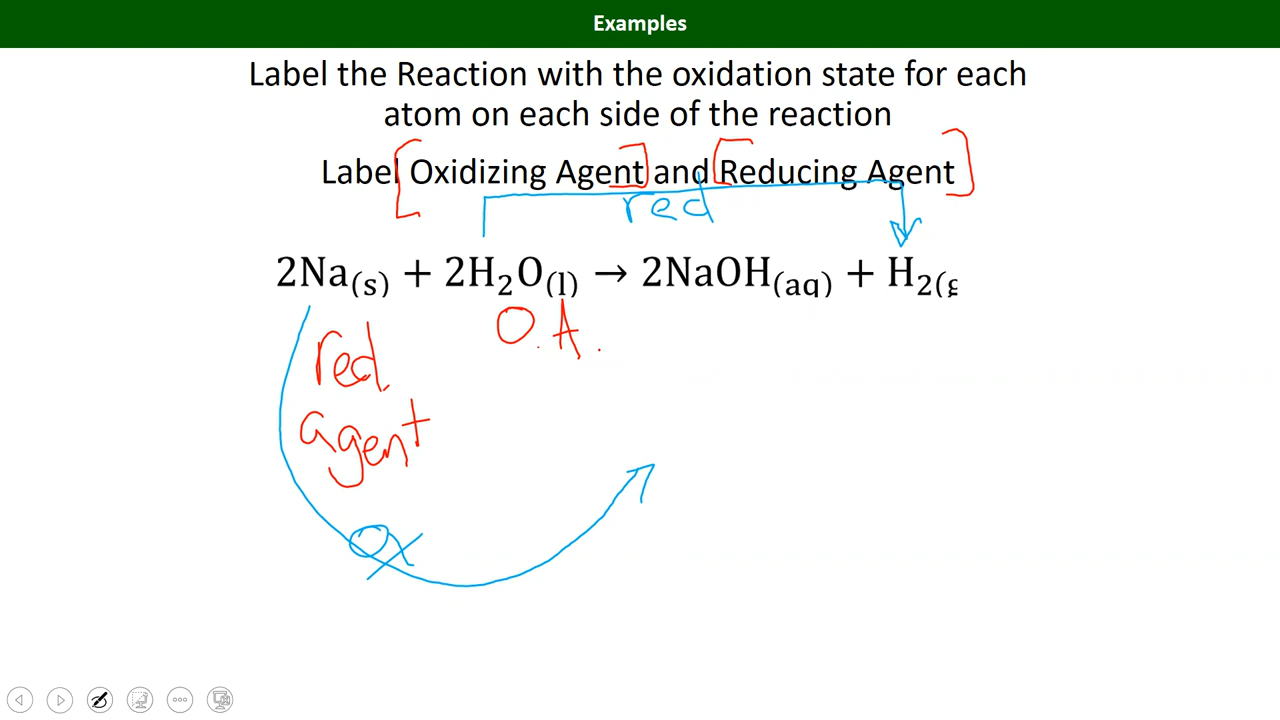 Examples
Label the Reaction with the oxidation state for each
atom on each side of the reaction
Label [Oxidizing Agent] and [Reducing Agent]
red
2Na(s) + 2H₂O(l) → 2NaOH(aq) + H₂(g
O.A.
red.
agent
ox